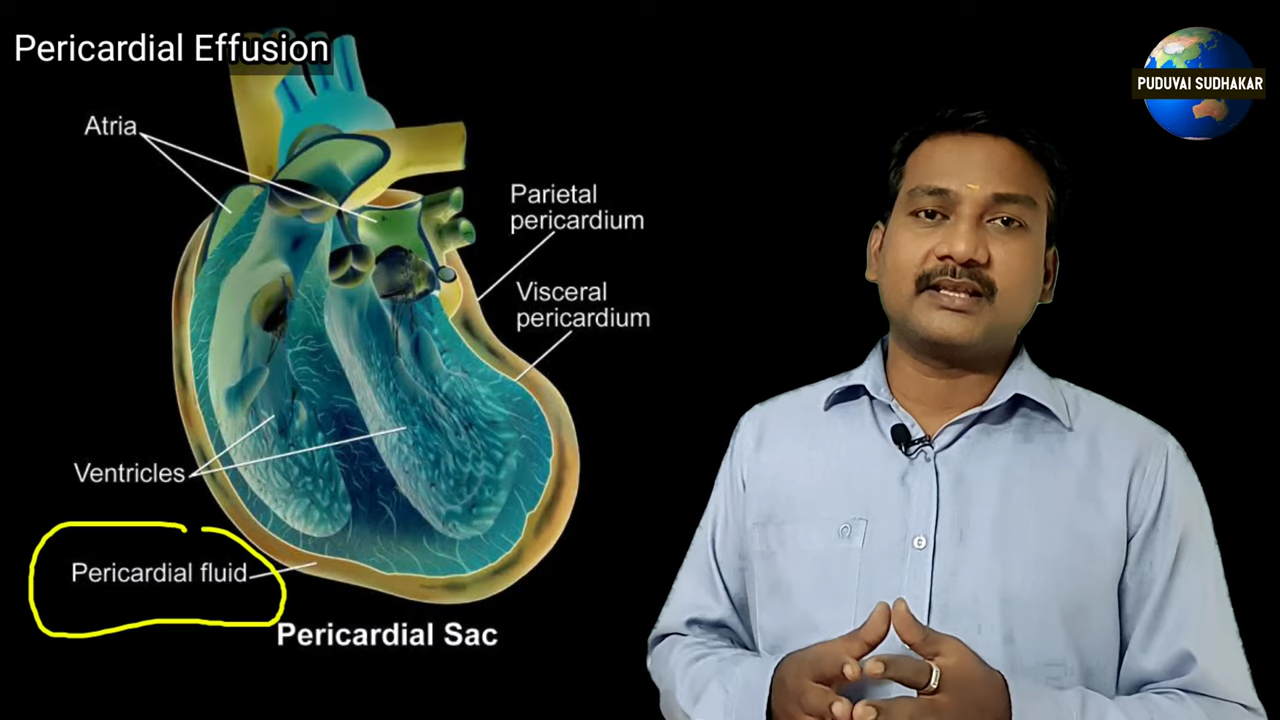 Pericardial Effusion
PUDUVAI SUDHAKAR
Atria
Parietal
pericardium
Visceral
pericardium
Ventricles
Pericardial fluid
Pericardial Sac